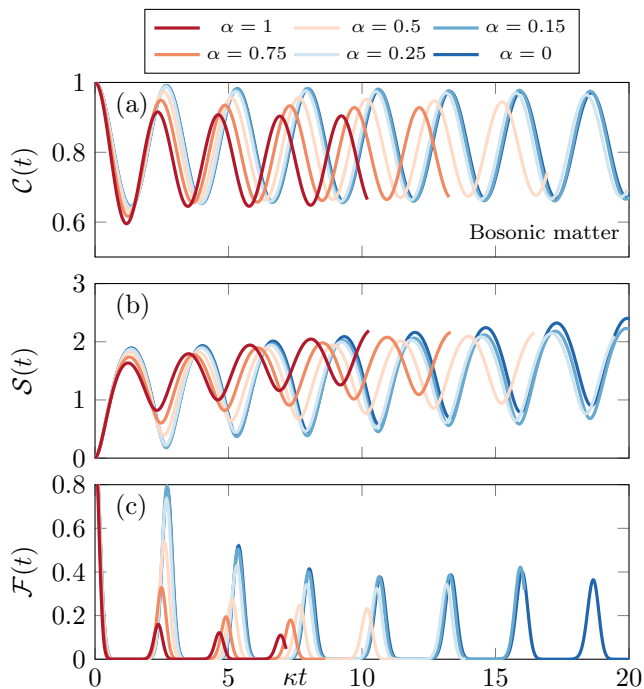 α = 1 α = 0.5 α = 0.15
α = 0.75 α = 0.25 α = 0
1
(a)
0.8
C(t)
0.6
Bosonic matter
3
(b)
2
S(t)
1
0
0.8
(c)
0.6
F(t)
0.4
0.2
0
0 5 κt 10 15 20